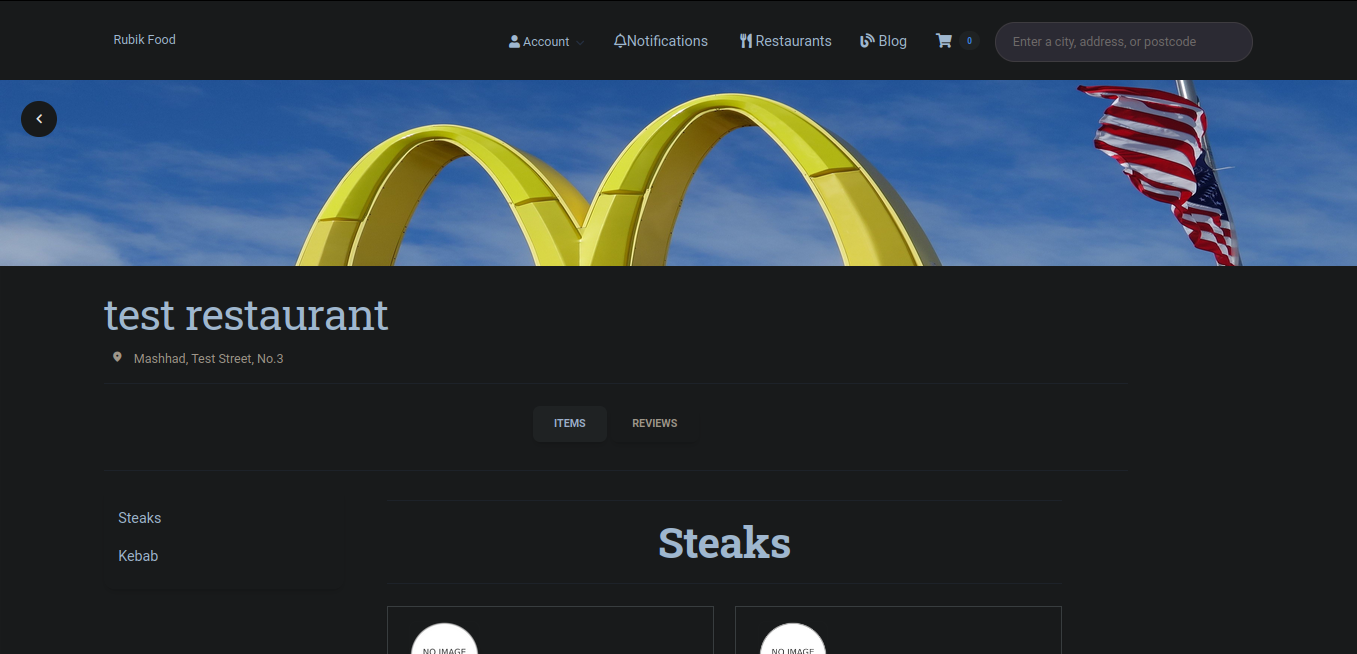 Rubik Food
Account
Notifications
Restaurants
Blog
0
Enter a city, address, or postcode
test restaurant
Mashhad, Test Street, No.3
ITEMS
REVIEWS
Steaks
Kebab
Steaks
NO IMAGE
NO IMAGE